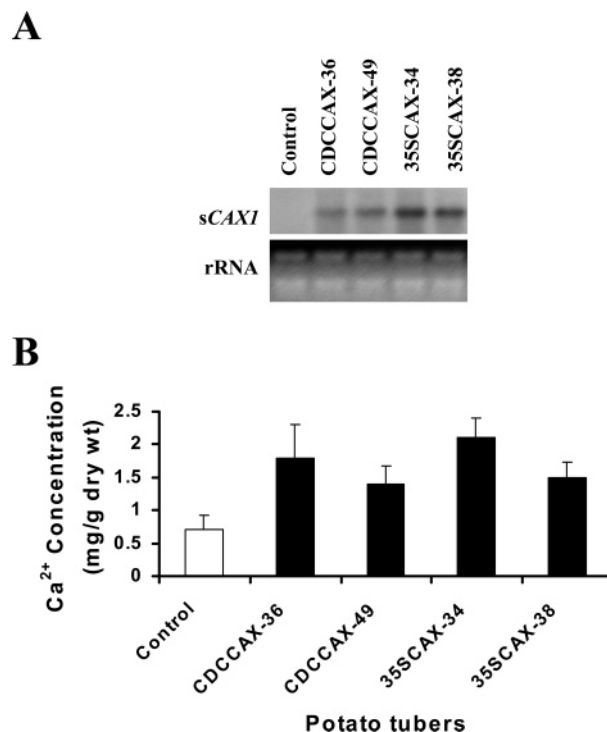 A
Control
CDCCAX-36
CDCCAX-49
35SCAX-34
35SCAX-38
sCAX1
rRNA
B
Ca²⁺ Concentration
(mg/g dry wt)
2.5
2
1.5
1
0.5
0
Control
CDCCAX-36
CDCCAX-49
35SCAX-34
35SCAX-38
Potato tubers